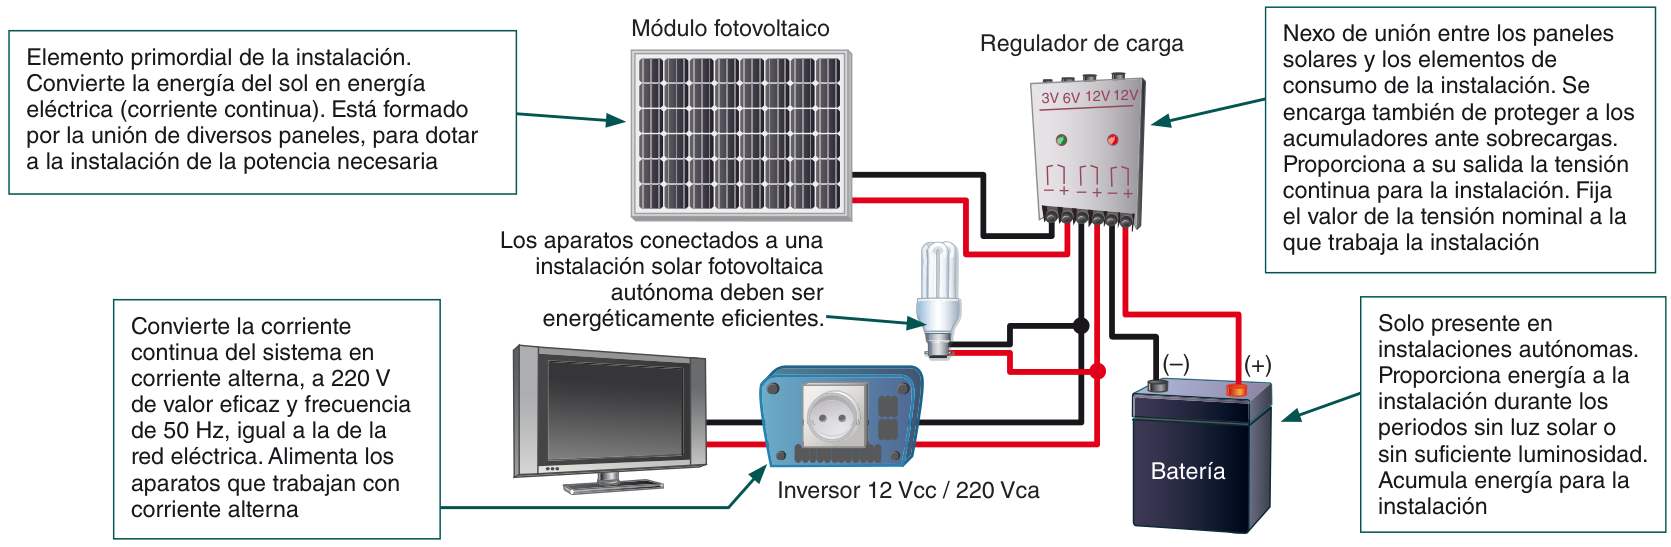 Elemento primordial de la instalación.
Convierte la energía del sol en energía
eléctrica (corriente continua). Está formado
por la unión de diversos paneles, para dotar
a la instalación de la potencia necesaria
Módulo fotovoltaico
Regulador de carga
3V 6V 12V 12V
− + − + − +
Nexo de unión entre los paneles
solares y los elementos de
consumo de la instalación. Se
encarga también de proteger a los
acumuladores ante sobrecargas.
Proporciona a su salida la tensión
continua para la instalación. Fija
el valor de la tensión nominal a la
que trabaja la instalación
Los aparatos conectados a una
instalación solar fotovoltaica
autónoma deben ser
energéticamente eficientes.
Convierte la corriente
continua del sistema en
corriente alterna, a 220 V
de valor eficaz y frecuencia
de 50 Hz, igual a la de la
red eléctrica. Alimenta los
aparatos que trabajan con
corriente alterna
Inversor 12 Vcc / 220 Vca
(–)
(+)
Batería
Solo presente en
instalaciones autónomas.
Proporciona energía a la
instalación durante los
periodos sin luz solar o
sin suficiente luminosidad.
Acumula energía para la
instalación